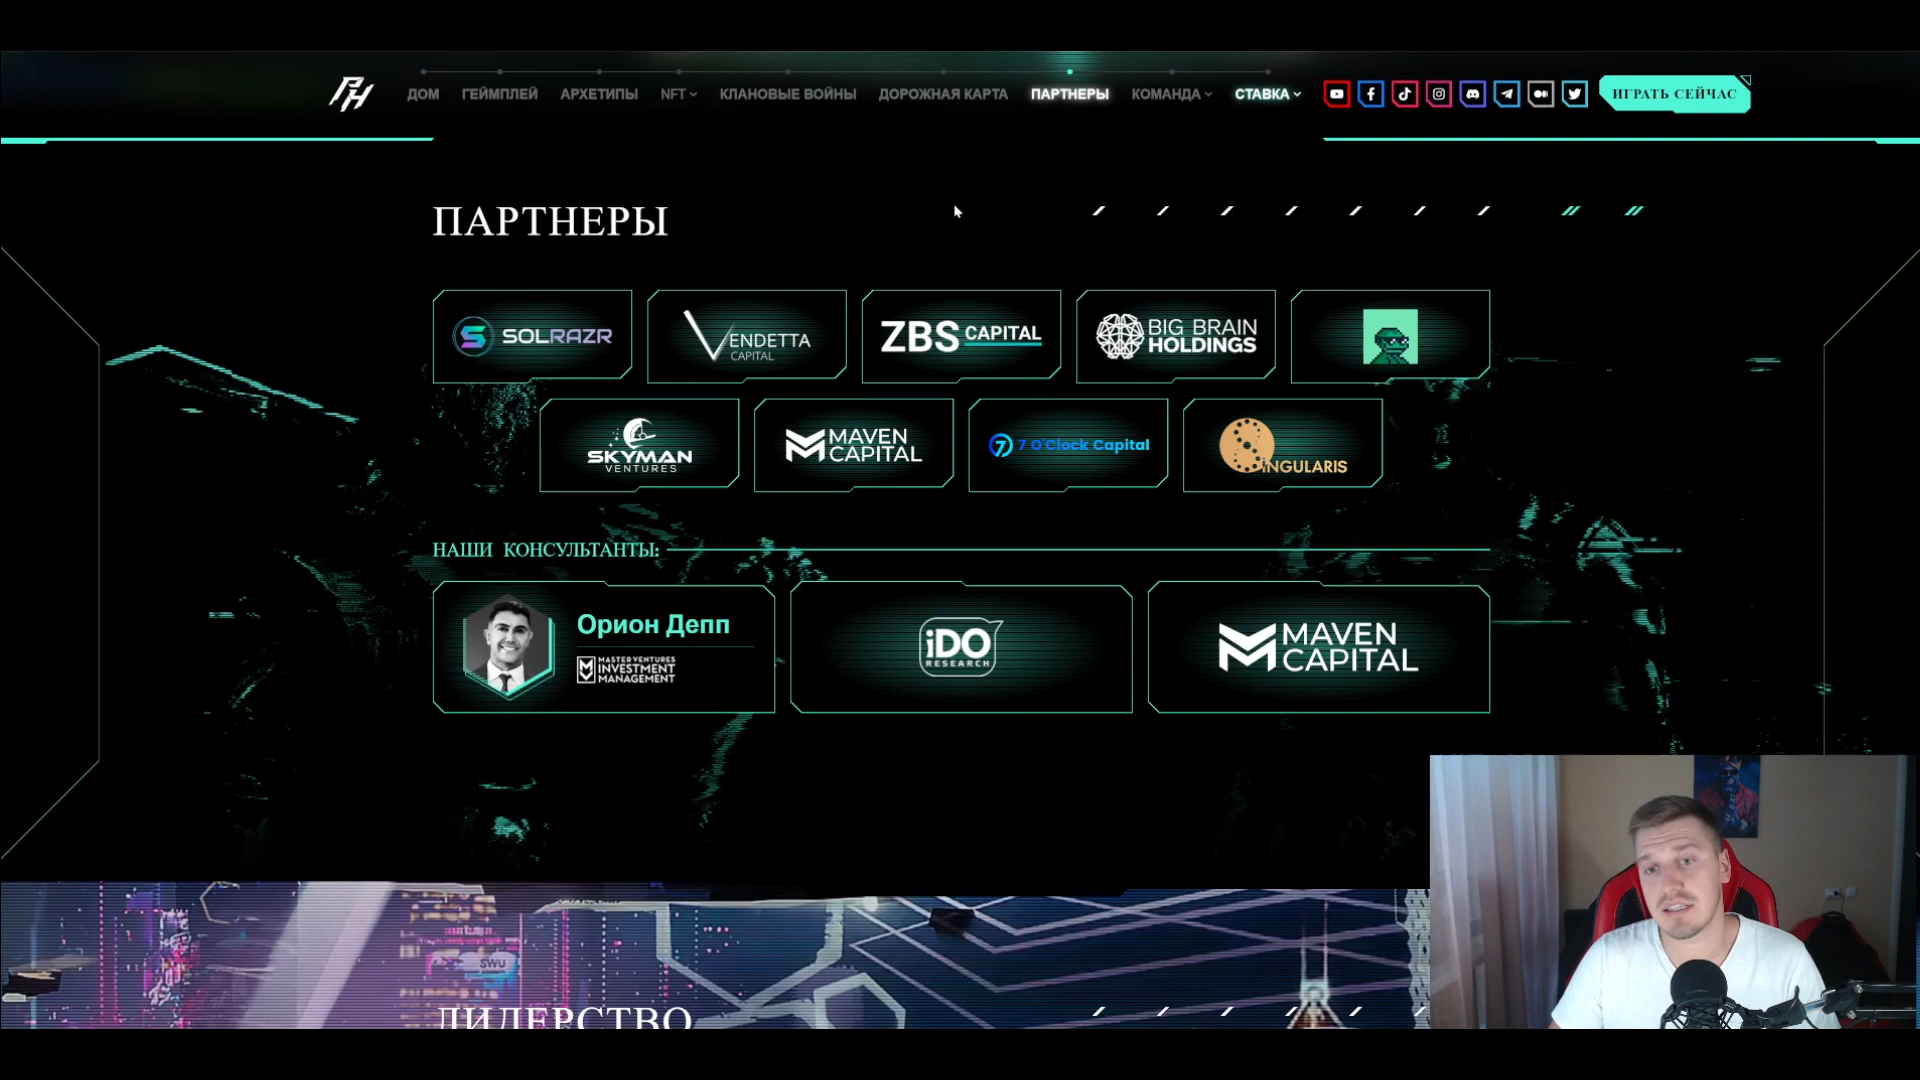 ДОМ ГЕЙМПЛЕЙ АРХЕТИПЫ NFT КЛАНОВЫЕ ВОЙНЫ ДОРОЖНАЯ КАРТА ПАРТНЕРЫ КОМАНДА СТАВКА ИГРАТЬ СЕЙЧАС
ПАРТНЕРЫ
SOLRAZR
VENDETTA
CAPITAL
ZBS CAPITAL
BIG BRAIN
HOLDINGS
SKYMAN
VENTURES
MAVEN
CAPITAL
7 O'Clock Capital
iNGULARIS
НАШИ КОНСУЛЬТАНТЫ:
Орион Депп
MASTER VENTURES
INVESTMENT
MANAGEMENT
iDO
RESEARCH
MAVEN
CAPITAL
SWU
ЛИДЕРСТВО